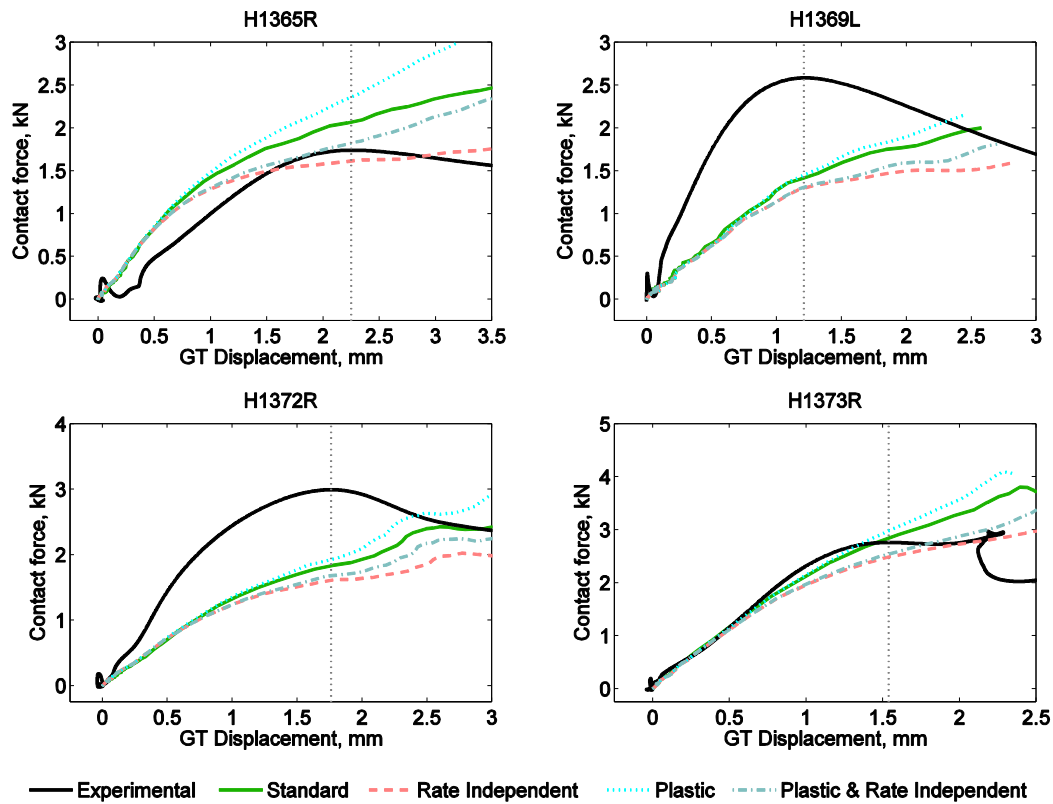 H1365R
3
2.5
2
1.5
1
0.5
0
Contact force, kN
0 0.5 1 1.5 2 2.5 3 3.5
GT Displacement, mm
H1369L
3
2.5
2
1.5
1
0.5
0
Contact force, kN
0 0.5 1 1.5 2 2.5 3
GT Displacement, mm
H1372R
4
3
2
1
0
Contact force, kN
0 0.5 1 1.5 2 2.5 3
GT Displacement, mm
H1373R
5
4
3
2
1
0
Contact force, kN
0 0.5 1 1.5 2 2.5
GT Displacement, mm
Experimental Standard Rate Independent Plastic Plastic & Rate Independent